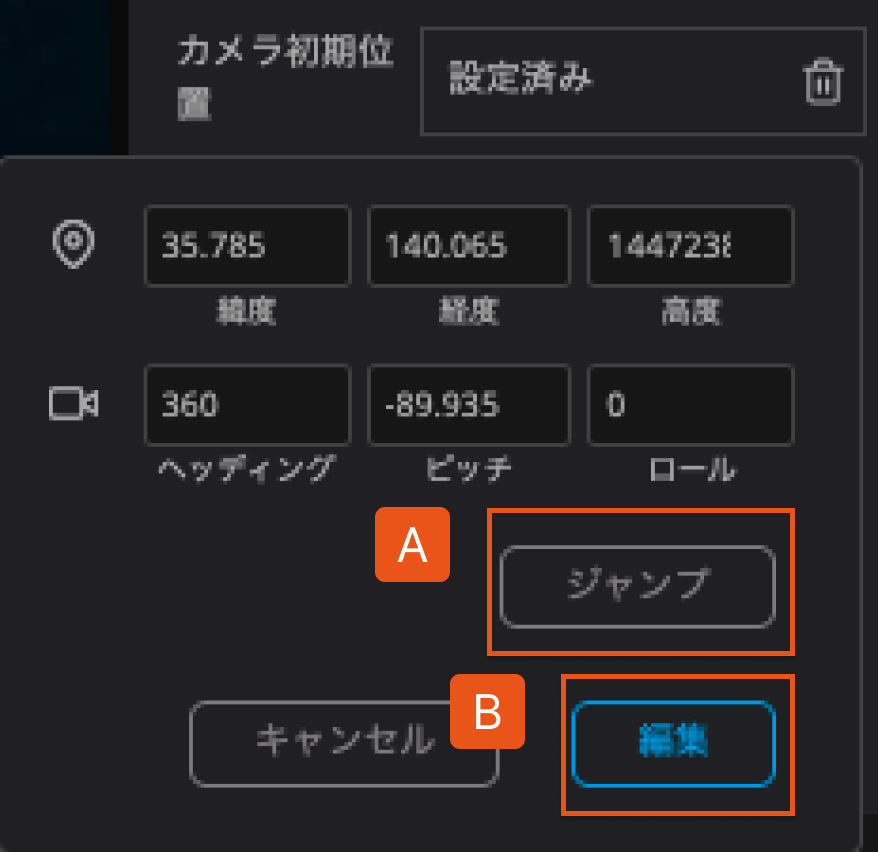 カメラ初期位
置
設定済み
35.785 140.065 1447238
緯度 経度 高度
360 -89.935 0
ヘッディング ピッチ ロール
A
ジャンプ
キャンセル
B
編集